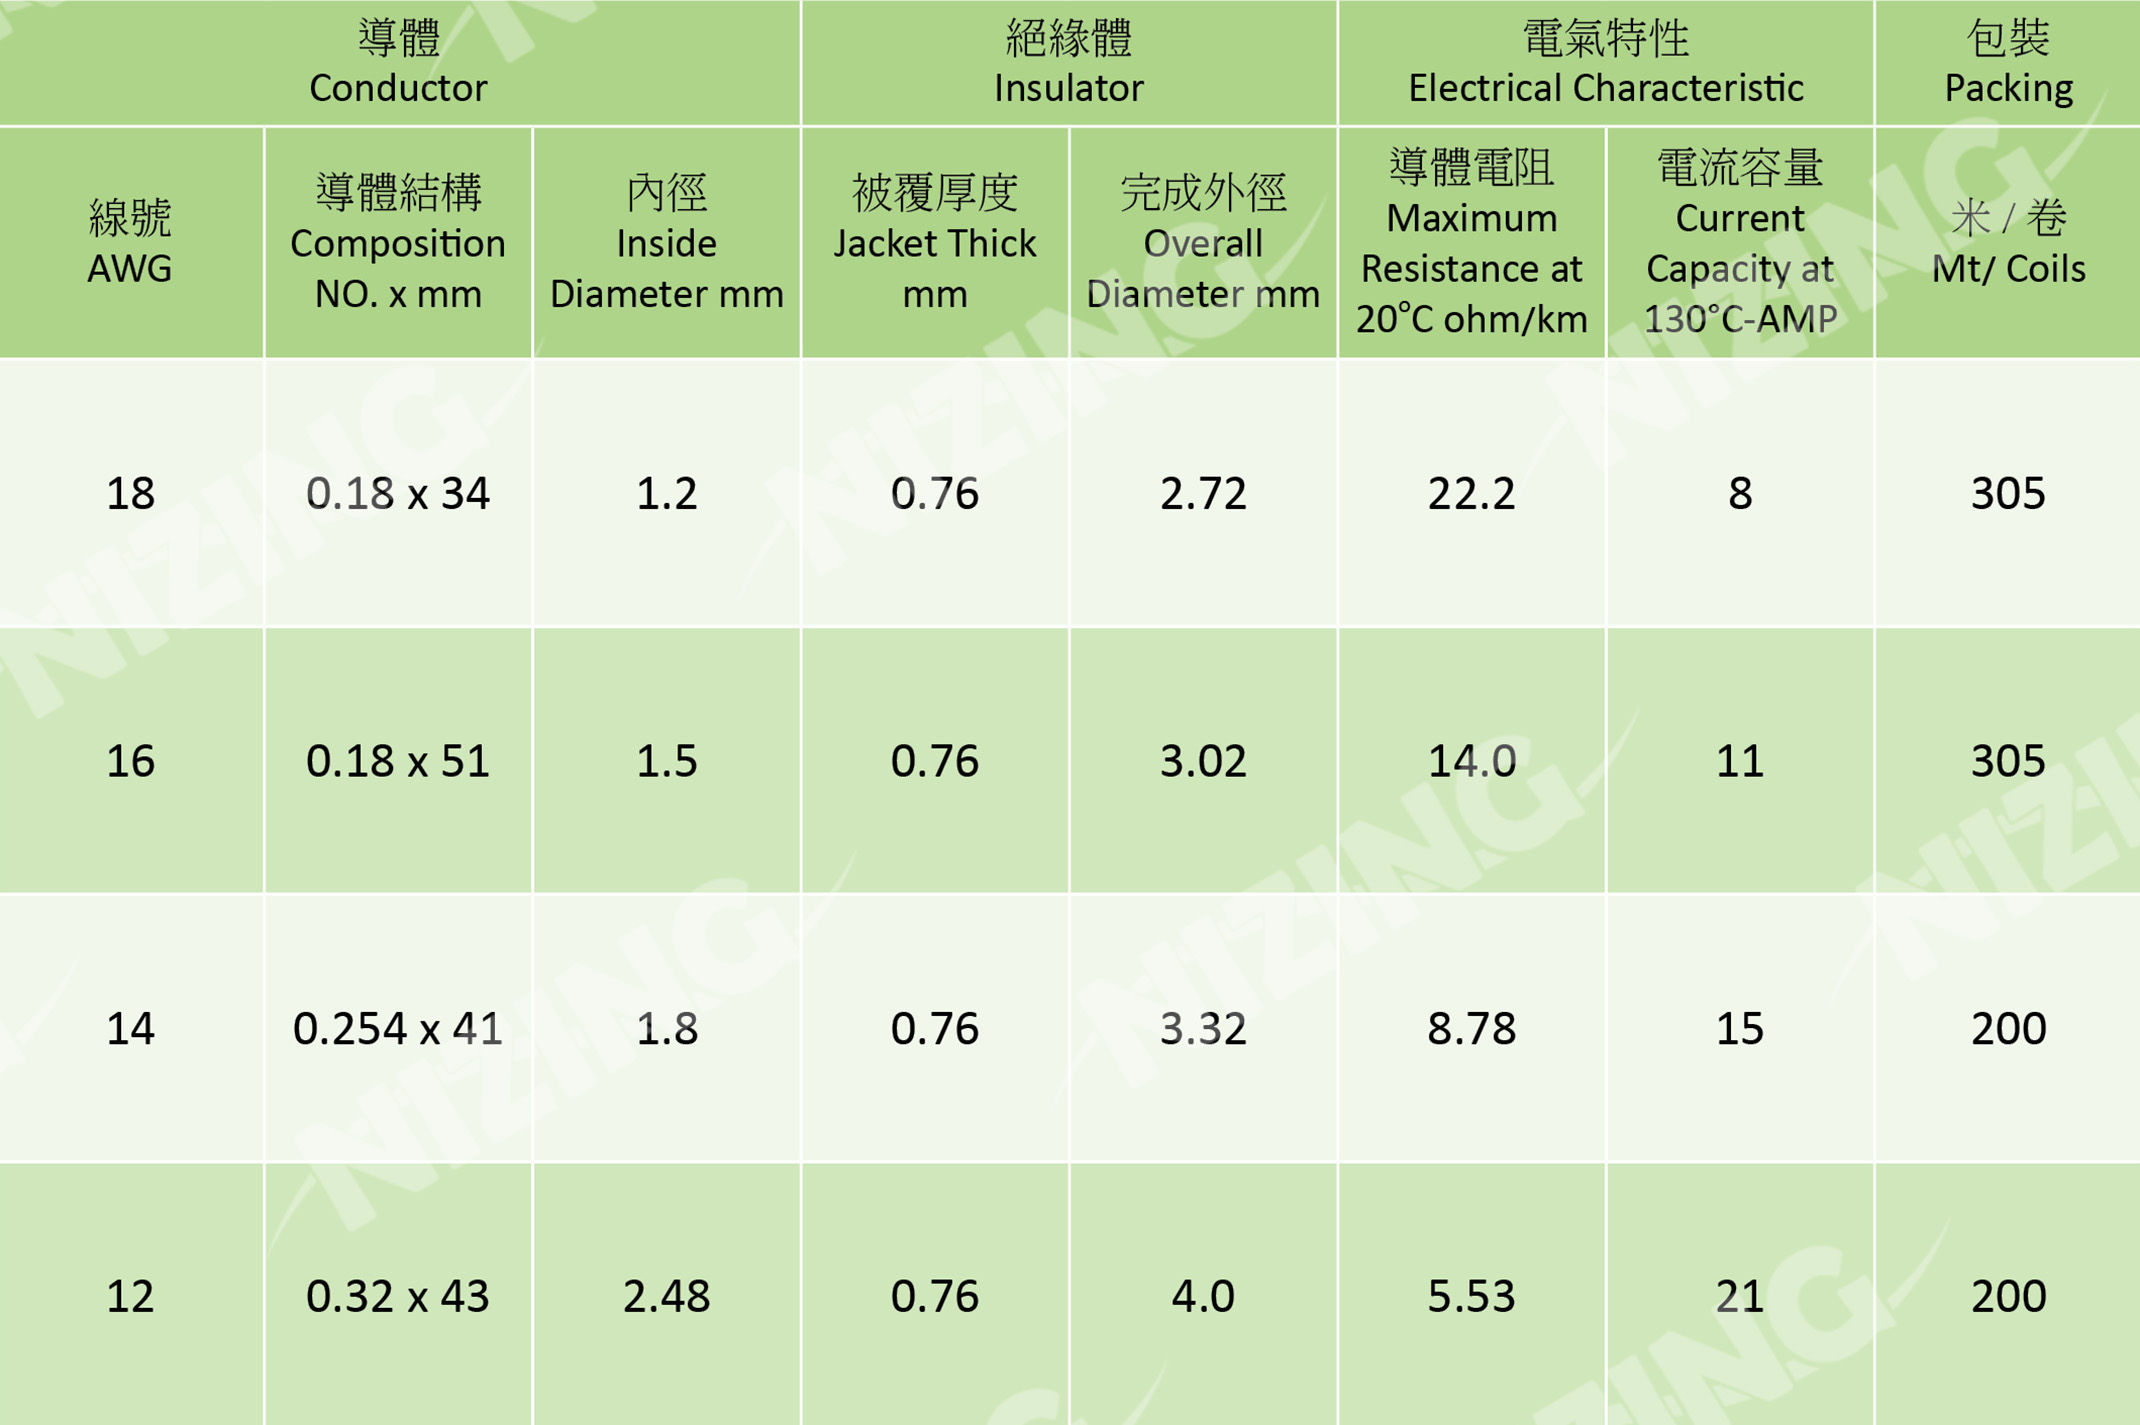 導體
Conductor
絕緣體
Insulator
電氣特性
Electrical Characteristic
包裝
Packing
線號
AWG
導體結構
Composition
NO. x mm
內徑
Inside
Diameter mm
被覆厚度
Jacket Thick
mm
完成外徑
Overall
Diameter mm
導體電阻
Maximum
Resistance at
20°C ohm/km
電流容量
Current
Capacity at
130°C-AMP
米 / 卷
Mt/ Coils
18 0.18 x 34 1.2 0.76 2.72 22.2 8 305
16 0.18 x 51 1.5 0.76 3.02 14.0 11 305
14 0.254 x 41 1.8 0.76 3.32 8.78 15 200
12 0.32 x 43 2.48 0.76 4.0 5.53 21 200
NIZING
NIZING
NIZING
NIZING
NIZING
NIZING